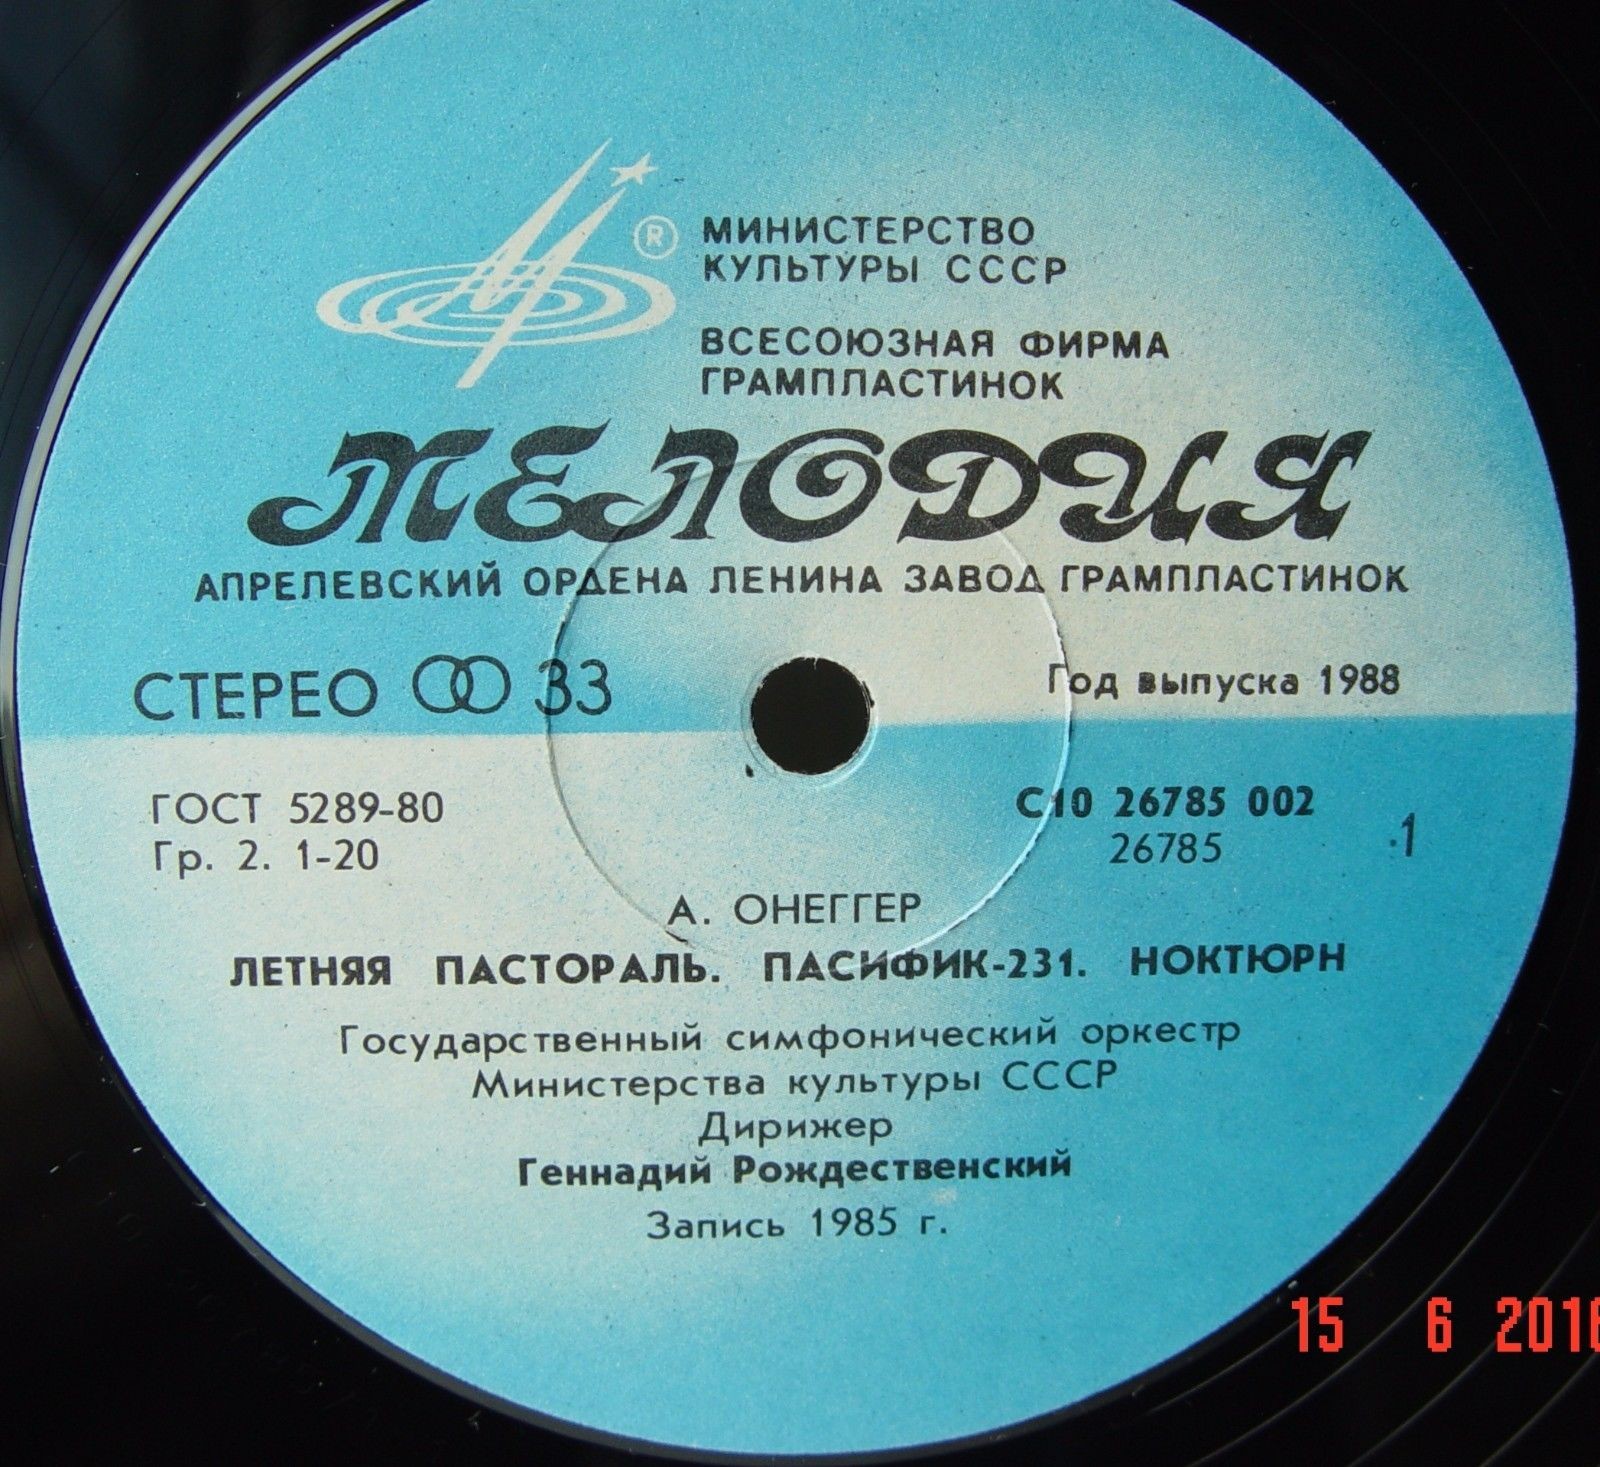 ®
МИНИСТЕРСТВО
КУЛЬТУРЫ СССР
ВСЕСОЮЗНАЯ ФИРМА
ГРАМПЛАСТИНОК
МЕЛОДИЯ
АПРЕЛЕВСКИЙ ОРДЕНА ЛЕНИНА ЗАВОД ГРАМПЛАСТИНОК
СТЕРЕО 33
Год выпуска 1988
ГОСТ 5289-80
Гр. 2. 1-20
С10 26785 002
26785
1
А. ОНЕГГЕР
ЛЕТНЯЯ ПАСТОРАЛЬ. ПАСИФИК-231. НОКТЮРН
Государственный симфонический оркестр
Министерства культуры СССР
Дирижер
Геннадий Рождественский
Запись 1985 г.
15 6 2016